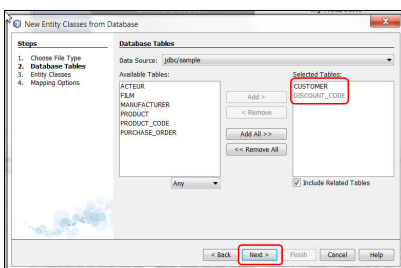 New Entity Classes from Database
Steps
1. Choose File Type
2. Database Tables
3. Entity Classes
4. Mapping Options
Database Tables
Data Source: jdbc/sample
Available Tables:
ACTEUR
FILM
MANUFACTURER
PRODUCT
PRODUCT_CODE
PURCHASE_ORDER
Any
Add >
< Remove
Add All >>
<< Remove All
Selected Tables:
CUSTOMER
DISCOUNT_CODE
Include Related Tables
< Back Next > Finish Cancel Help